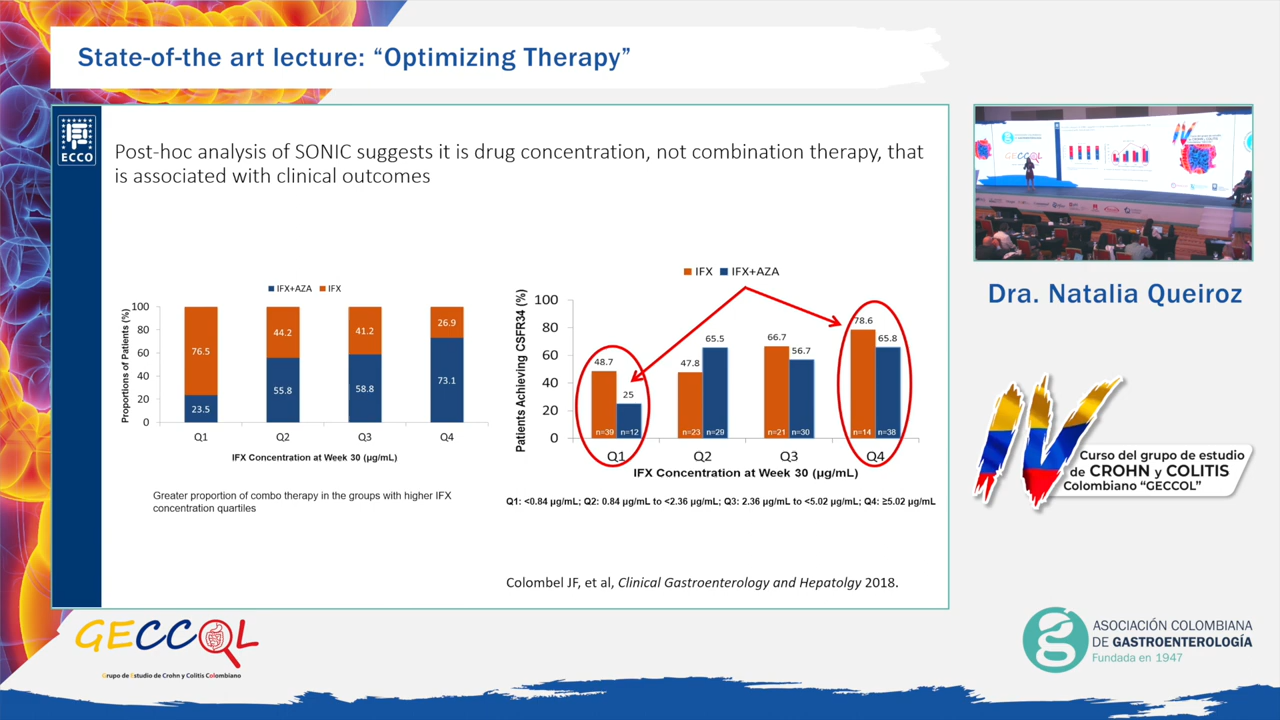 State-of-the art lecture: “Optimizing Therapy”
ECCO
Post-hoc analysis of SONIC suggests it is drug concentration, not combination therapy, that
is associated with clinical outcomes
IFX+AZA IFX
Proportions of Patients (%)
100
80
60
40
20
0
76.5
44.2
41.2
26.9
23.5
55.8
58.8
73.1
Q1 Q2 Q3 Q4
IFX Concentration at Week 30 (µg/mL)
Greater proportion of combo therapy in the groups with higher IFX
concentration quartiles
IFX IFX+AZA
Patients Achieving CSFR34 (%)
100
80
60
40
20
0
48.7
25
47.8
65.5
66.7
56.7
78.6
65.8
n=39 n=12 n=23 n=29 n=21 n=30 n=14 n=38
Q1 Q2 Q3 Q4
IFX Concentration at Week 30 (µg/mL)
Q1: <0.84 µg/mL; Q2: 0.84 µg/mL to <2.36 µg/mL; Q3: 2.36 µg/mL to <5.02 µg/mL; Q4: ≥5.02 µg/mL
Colombel JF, et al, Clinical Gastroenterology and Hepatolgy 2018.
GECCOL
Dra. Natalia Queiroz
IV
Curso del grupo de estudio
de CROHN y COLITIS
Colombiano “GECCOL”
GECCOL
Grupo de Estudio de Crohn y Colitis Colombiano
ASOCIACIÓN COLOMBIANA
DE GASTROENTEROLOGÍA
Fundada en 1947